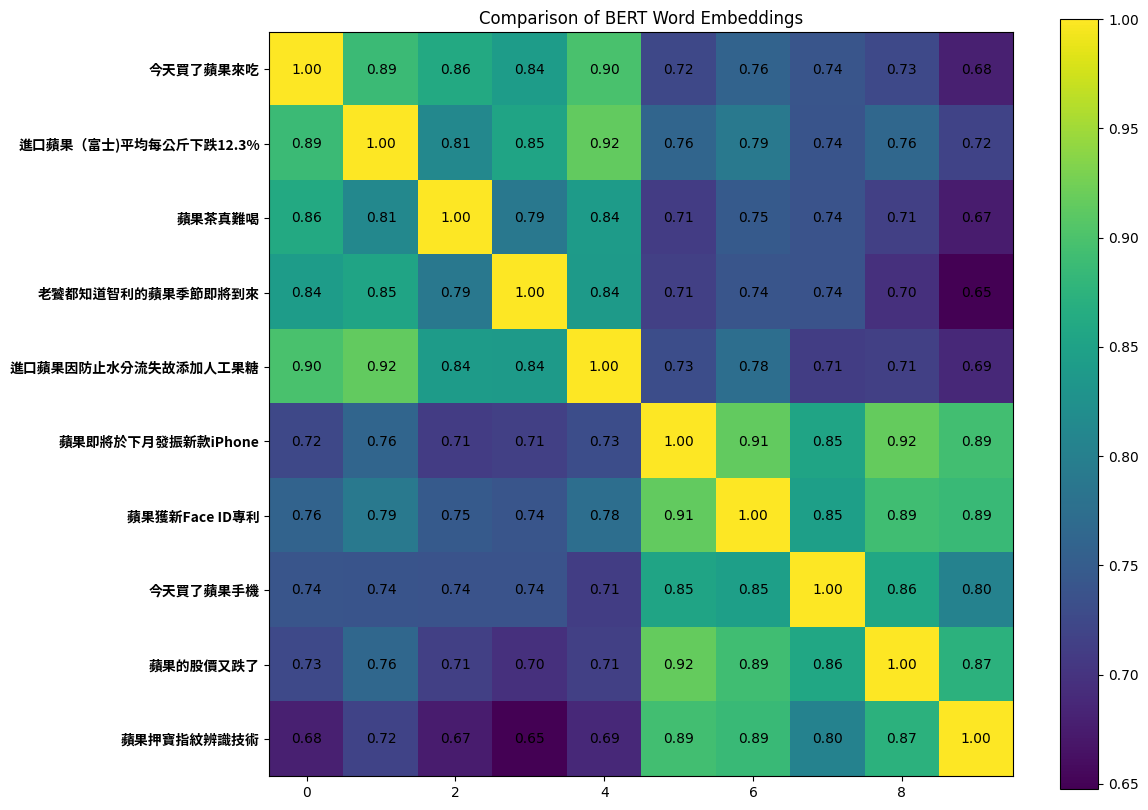 Comparison of BERT Word Embeddings
今天買了蘋果來吃 1.00 0.89 0.86 0.84 0.90 0.72 0.76 0.74 0.73 0.68
進口蘋果（富士)平均每公斤下跌12.3% 0.89 1.00 0.81 0.85 0.92 0.76 0.79 0.74 0.76 0.72
蘋果茶真難喝 0.86 0.81 1.00 0.79 0.84 0.71 0.75 0.74 0.71 0.67
老饕都知道智利的蘋果季節即將到來 0.84 0.85 0.79 1.00 0.84 0.71 0.74 0.74 0.70 0.65
進口蘋果因防止水分流失故添加人工果糖 0.90 0.92 0.84 0.84 1.00 0.73 0.78 0.71 0.71 0.69
蘋果即將於下月發振新款iPhone 0.72 0.76 0.71 0.71 0.73 1.00 0.91 0.85 0.92 0.89
蘋果獲新Face ID專利 0.76 0.79 0.75 0.74 0.78 0.91 1.00 0.85 0.89 0.89
今天買了蘋果手機 0.74 0.74 0.74 0.74 0.71 0.85 0.85 1.00 0.86 0.80
蘋果的股價又跌了 0.73 0.76 0.71 0.70 0.71 0.92 0.89 0.86 1.00 0.87
蘋果押寶指紋辨識技術 0.68 0.72 0.67 0.65 0.69 0.89 0.89 0.80 0.87 1.00
0 2 4 6 8
1.00
0.95
0.90
0.85
0.80
0.75
0.70
0.65